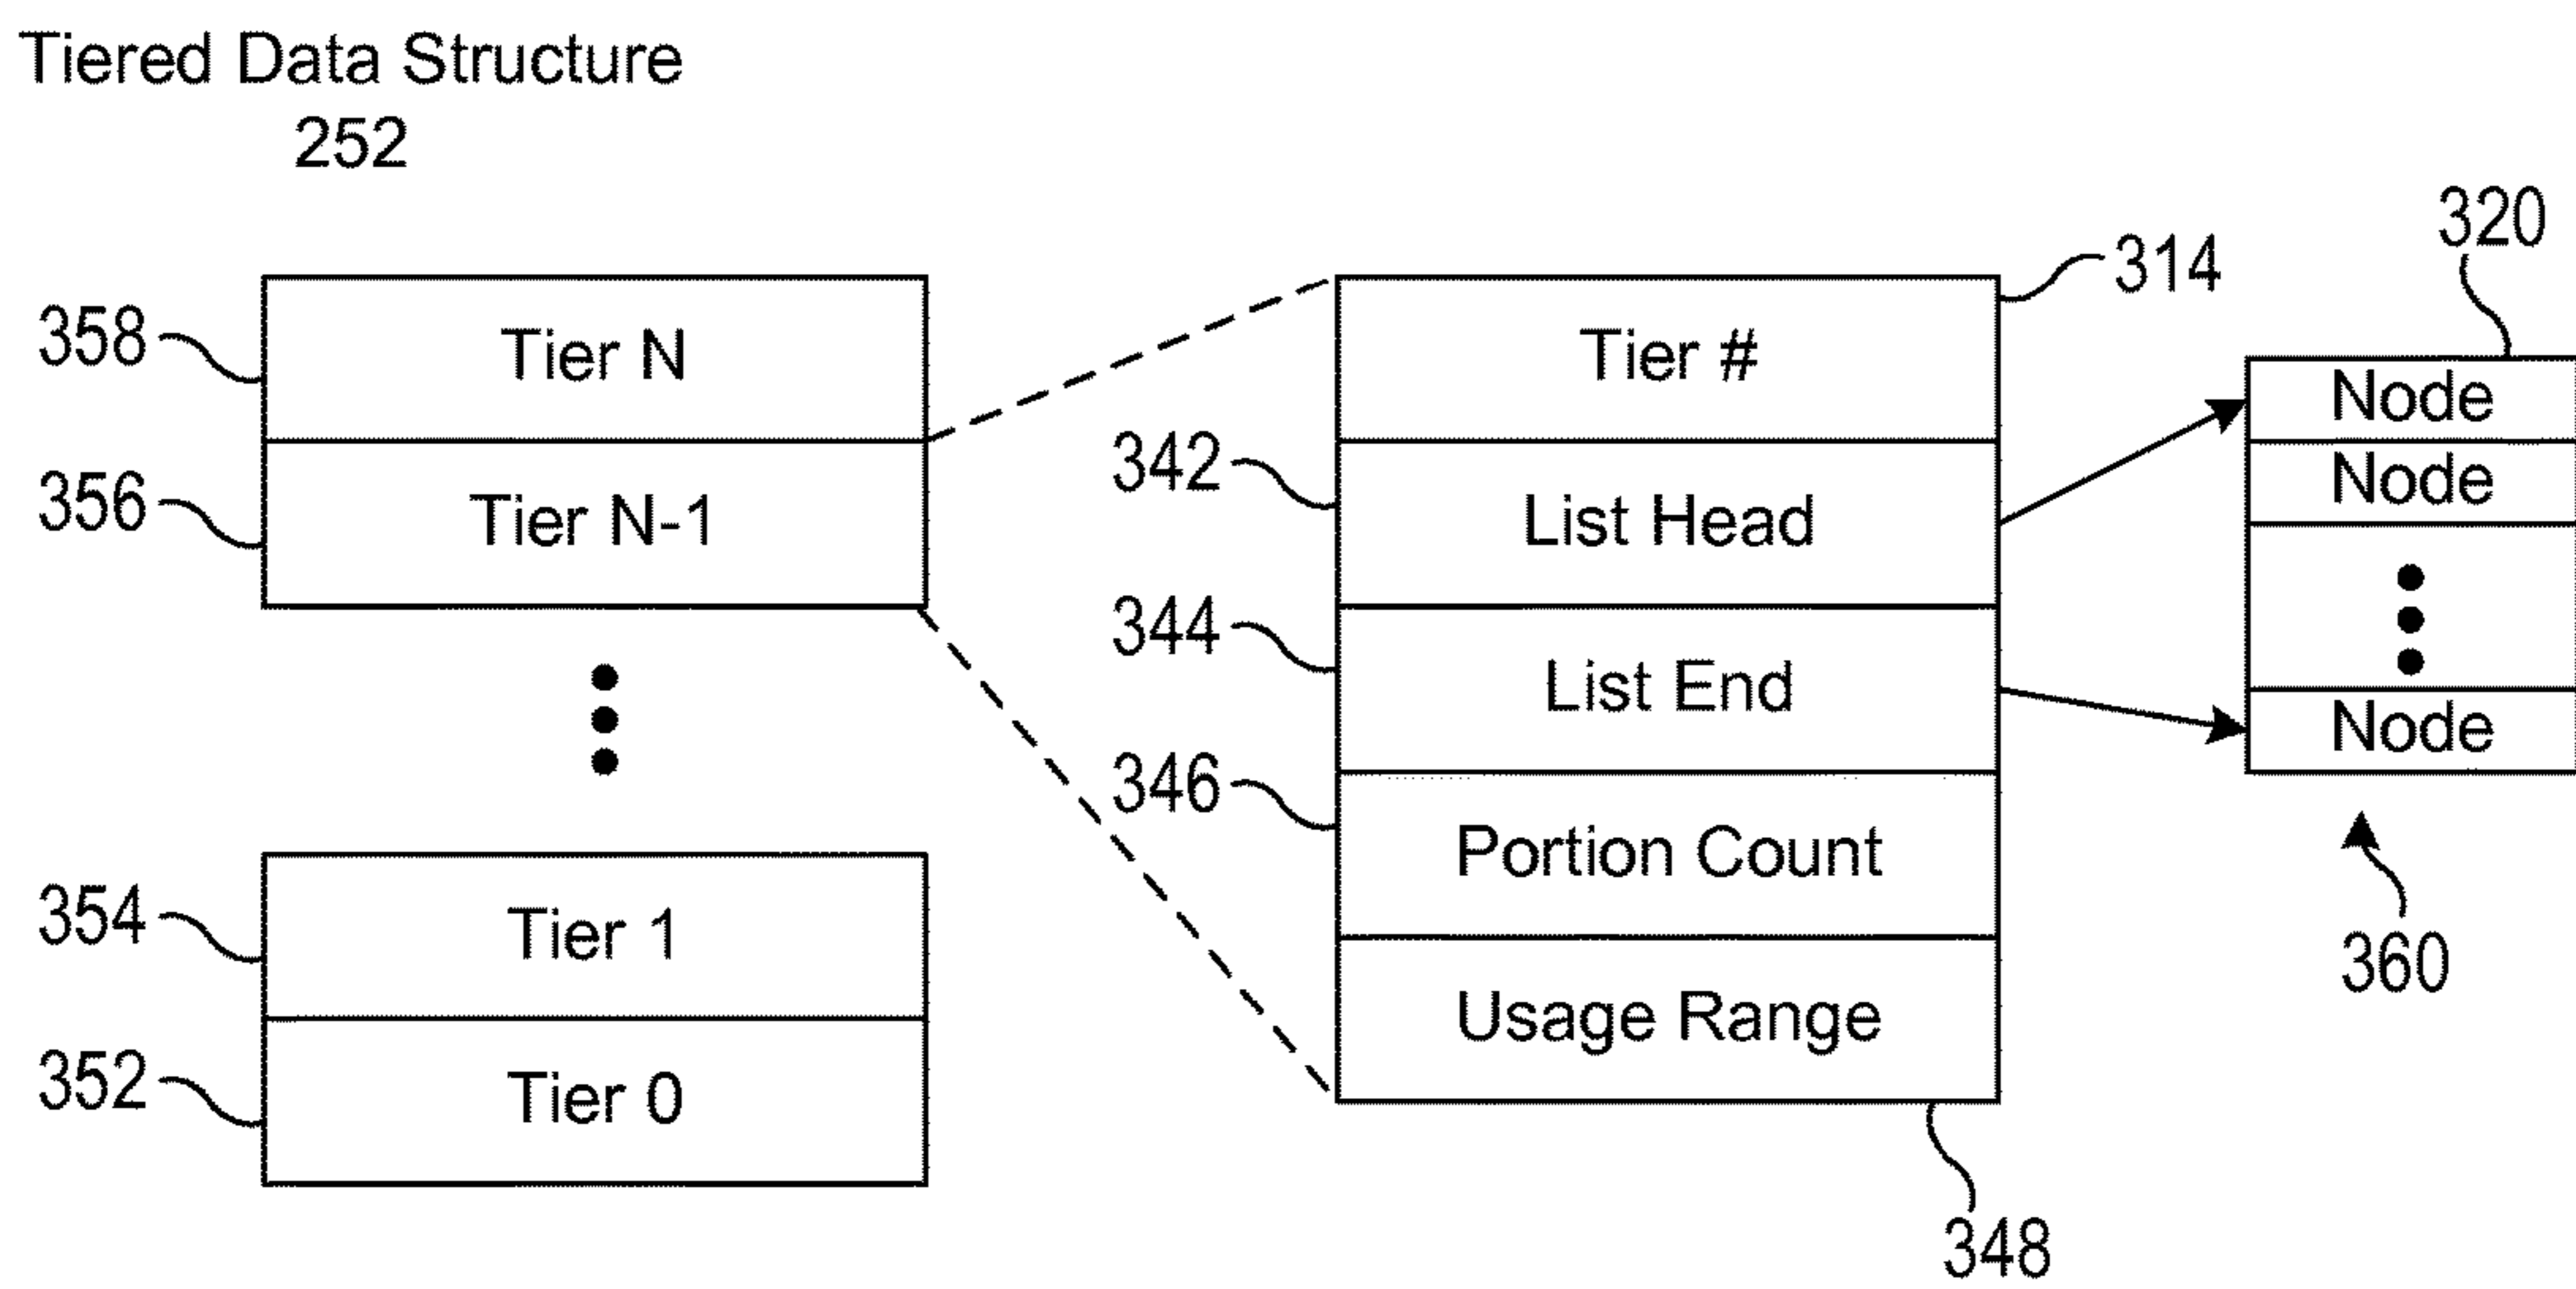 Tiered Data Structure
252
358
Tier N
356
Tier N-1
354
Tier 1
352
Tier 0
314
Tier #
342
List Head
344
List End
346
Portion Count
Usage Range
348
320
Node
Node
Node
360